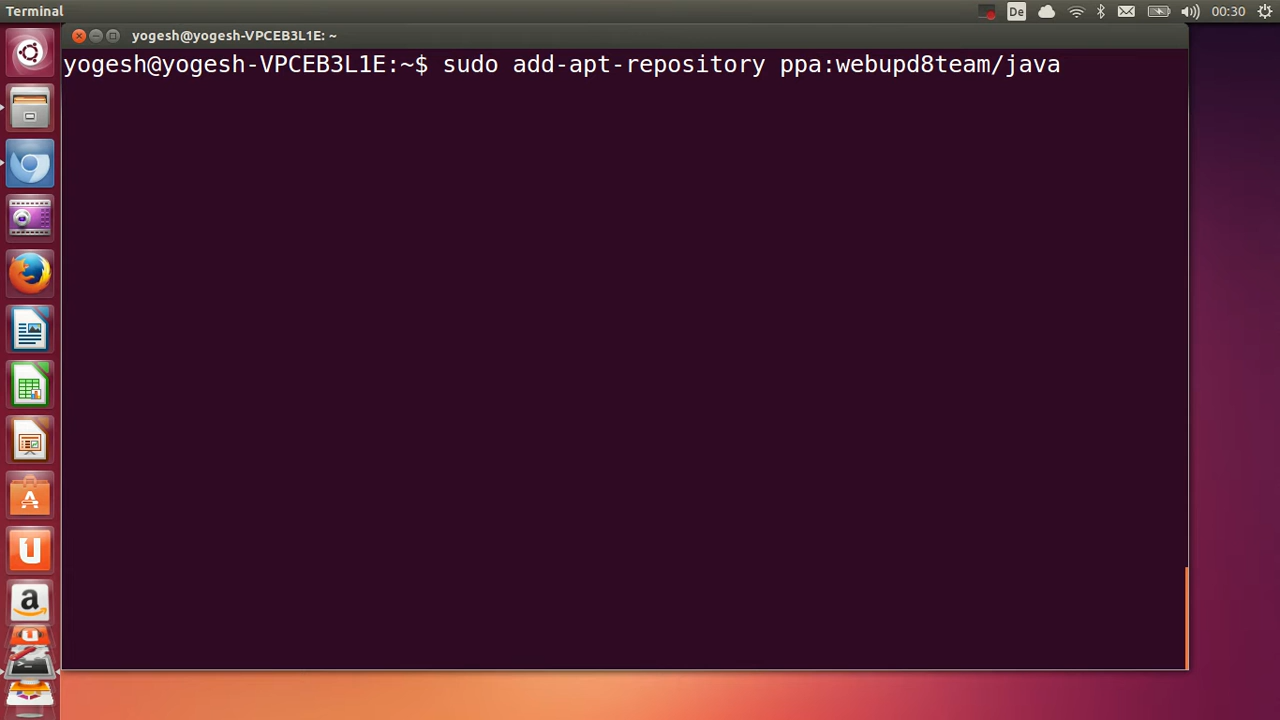 Terminal
De
00:30
yogesh@yogesh-VPCEB3L1E: ~
yogesh@yogesh-VPCEB3L1E:~$ sudo add-apt-repository ppa:webupd8team/java